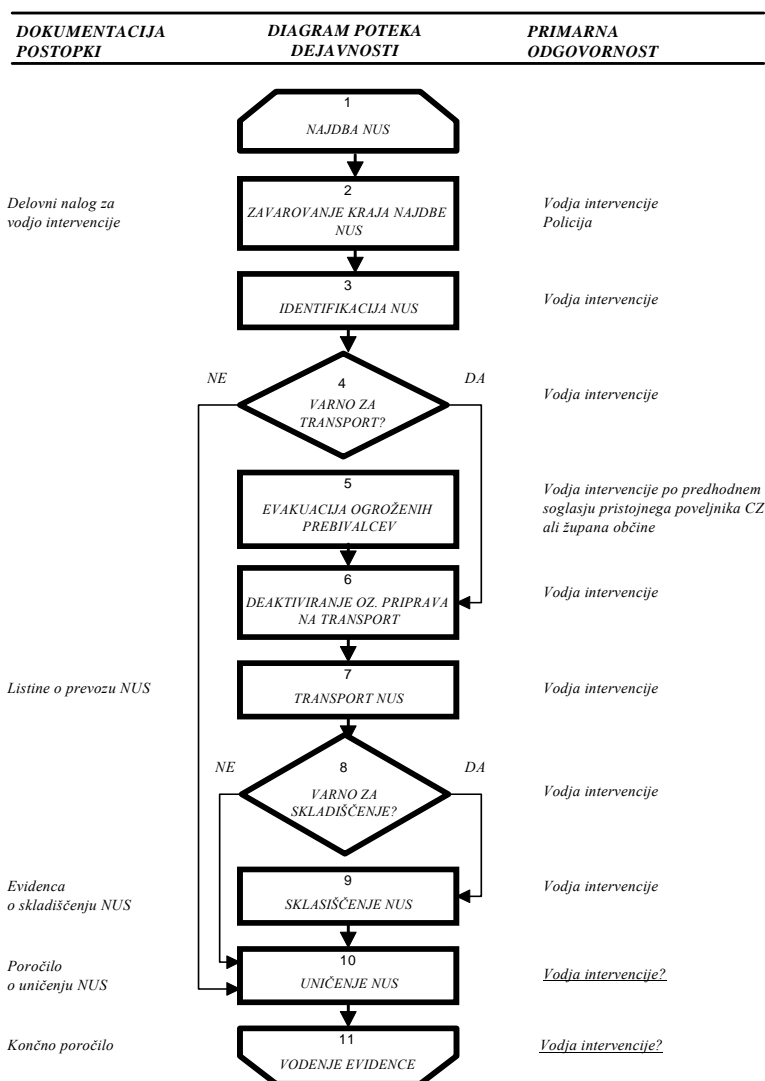 DOKUMENTACIJA
POSTOPKI
DIAGRAM POTEKA
DEJAVNOSTI
PRIMARNA
ODGOVORNOST
1
NAJDBA NUS
Delovni nalog za
vodjo intervencije
2
ZAVAROVANJE KRAJA NAJDBE
NUS
Vodja intervencije
Policija
3
IDENTIFIKACIJA NUS
Vodja intervencije
NE
4
VARNO ZA
TRANSPORT?
DA
Vodja intervencije
5
EVAKUACIJA OGROŽENIH
PREBIVALCEV
Vodja intervencije po predhodnem
soglasju pristojnega poveljnika CZ
ali župana občine
6
DEAKTIVIRANJE OZ. PRIPRAVA
NA TRANSPORT
Vodja intervencije
Listine o prevozu NUS
7
TRANSPORT NUS
Vodja intervencije
NE
8
VARNO ZA
SKLADIŠČENJE?
DA
Vodja intervencije
Evidenca
o skladiščenju NUS
9
SKLASIŠČENJE NUS
Vodja intervencije
Poročilo
o uničenju NUS
10
UNIČENJE NUS
Vodja intervencije?
Končno poročilo
11
VODENJE EVIDENCE
Vodja intervencije?